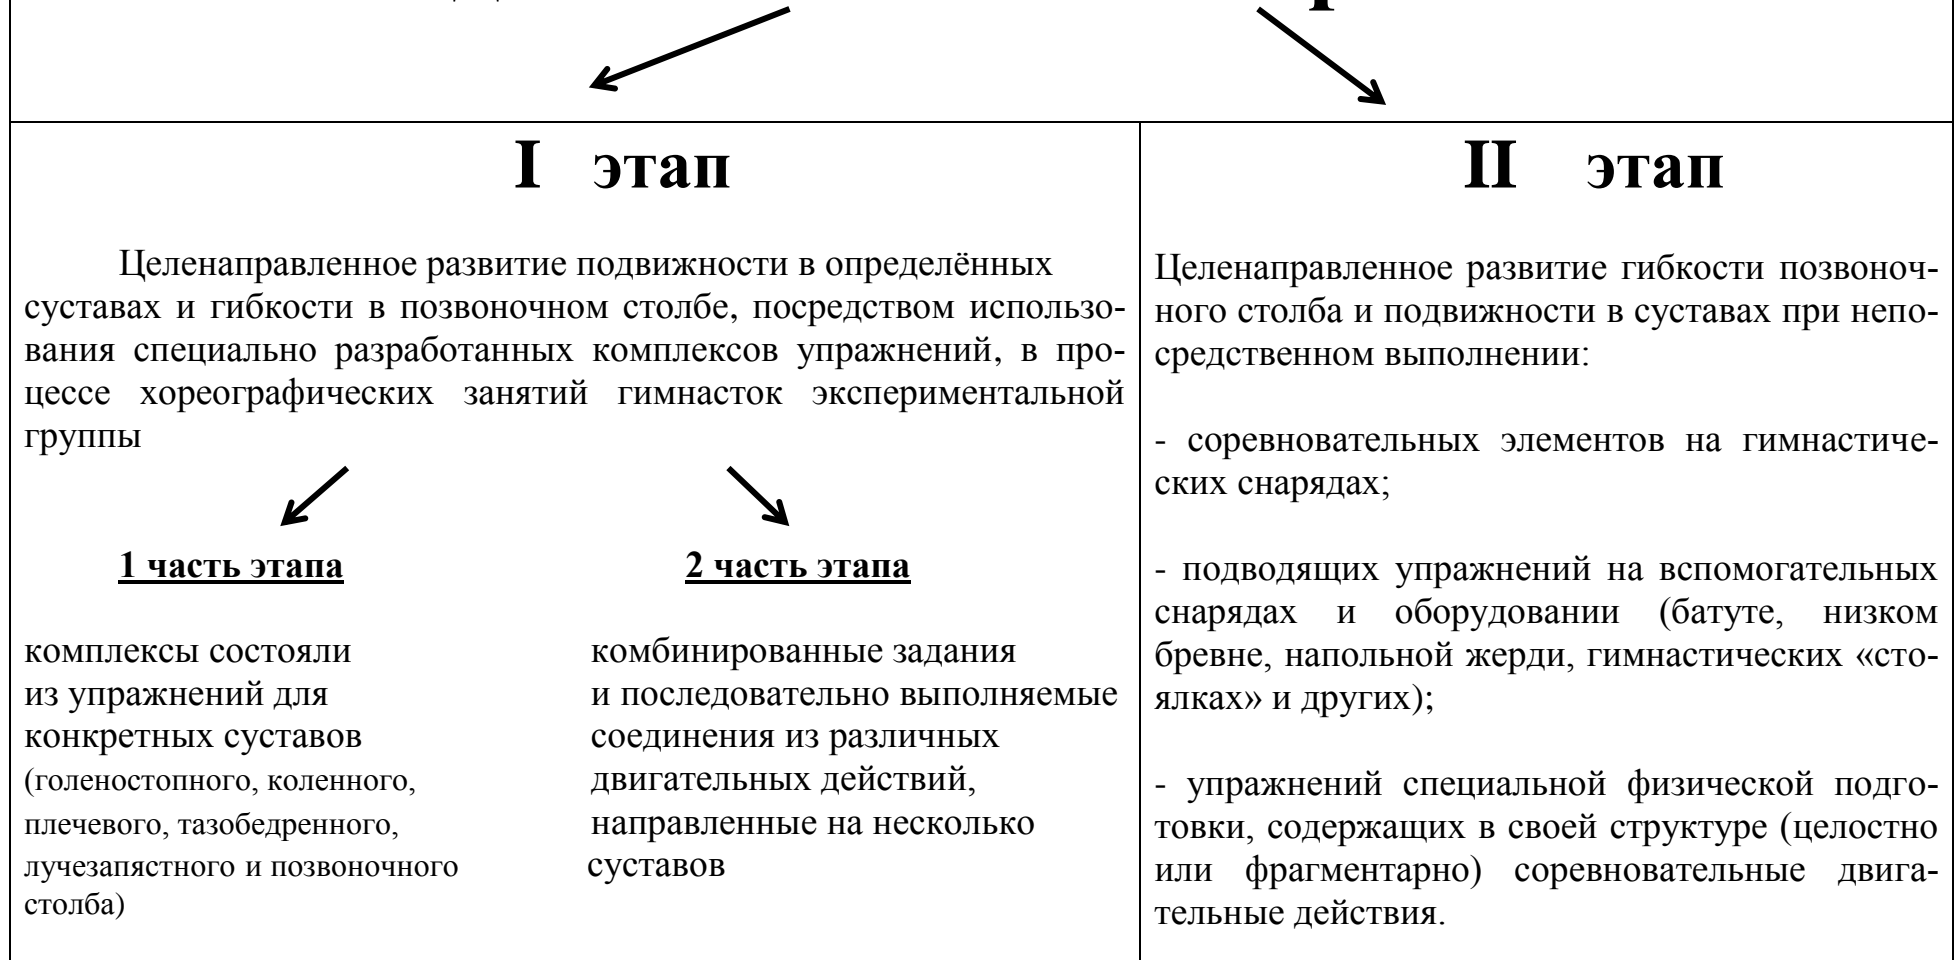 I этап
Целенаправленное развитие подвижности в определённых
суставах и гибкости в позвоночном столбе, посредством использо-
вания специально разработанных комплексов упражнений, в про-
цессе хореографических занятий гимнасток экспериментальной
группы
1 часть этапа
комплексы состояли
из упражнений для
конкретных суставов
(голеностопного, коленного,
плечевого, тазобедренного,
лучезапястного и позвоночного
столба)
2 часть этапа
комбинированные задания
и последовательно выполняемые
соединения из различных
двигательных действий,
направленные на несколько
суставов
II этап
Целенаправленное развитие гибкости позвоноч-
ного столба и подвижности в суставах при непо-
средственном выполнении:
- соревновательных элементов на гимнастиче-
ских снарядах;
- подводящих упражнений на вспомогательных
снарядах и оборудовании (батуте, низком
бревне, напольной жерди, гимнастических «сто-
ялках» и других);
- упражнений специальной физической подго-
товки, содержащих в своей структуре (целостно
или фрагментарно) соревновательные двига-
тельные действия.